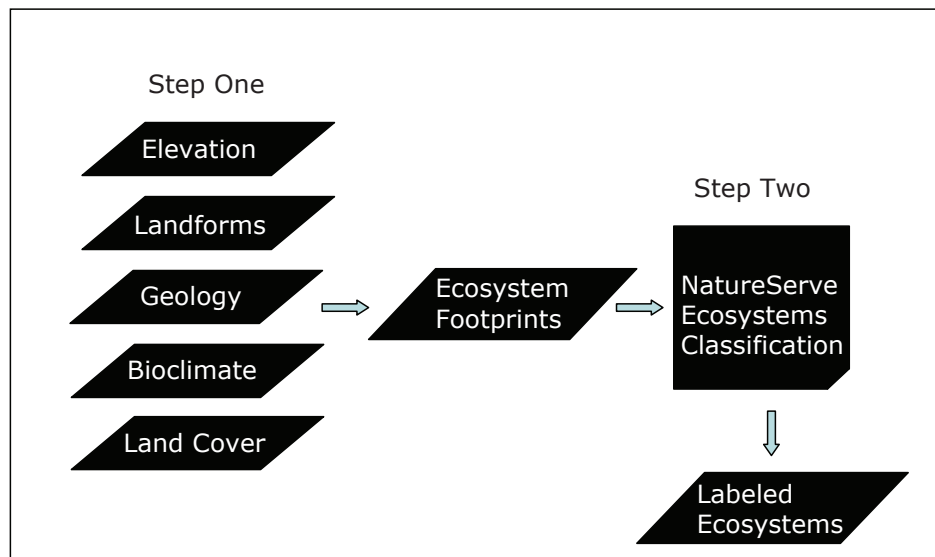 Step One
Elevation
Landforms
Geology
Bioclimate
Land Cover
Ecosystem
Footprints
Step Two
NatureServe
Ecosystems
Classification
Labeled
Ecosystems